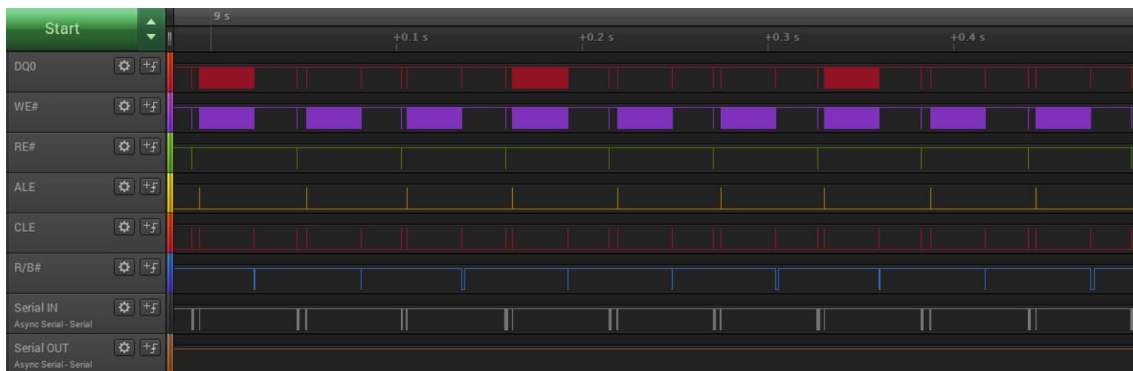 Start
9 s
+0.1 s
+0.2 s
+0.3 s
+0.4 s
DQ0
WE#
RE#
ALE
CLE
R/B#
Serial IN
Async Serial - Serial
Serial OUT
Async Serial - Serial